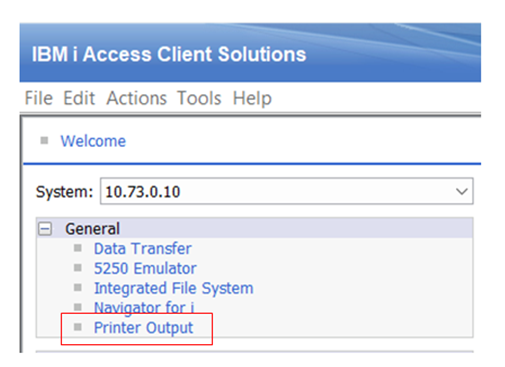 IBM i Access Client Solutions
File Edit Actions Tools Help
Welcome
System: 10.73.0.10
General
Data Transfer
5250 Emulator
Integrated File System
Navigator for i
Printer Output